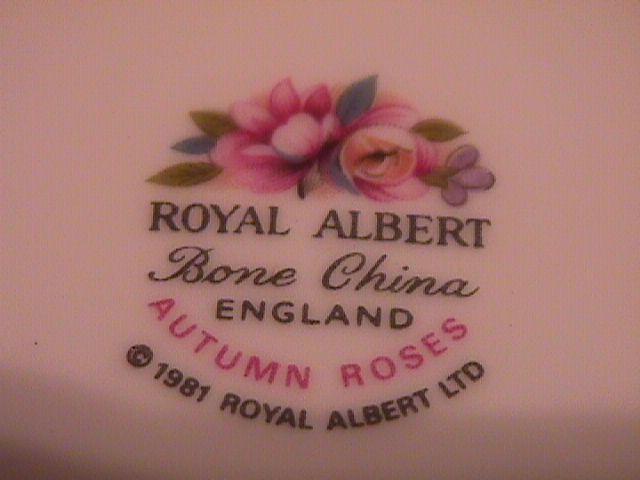 ROYAL ALBERT
Bone China
ENGLAND
AUTUMN ROSES
© 1981 ROYAL ALBERT LTD